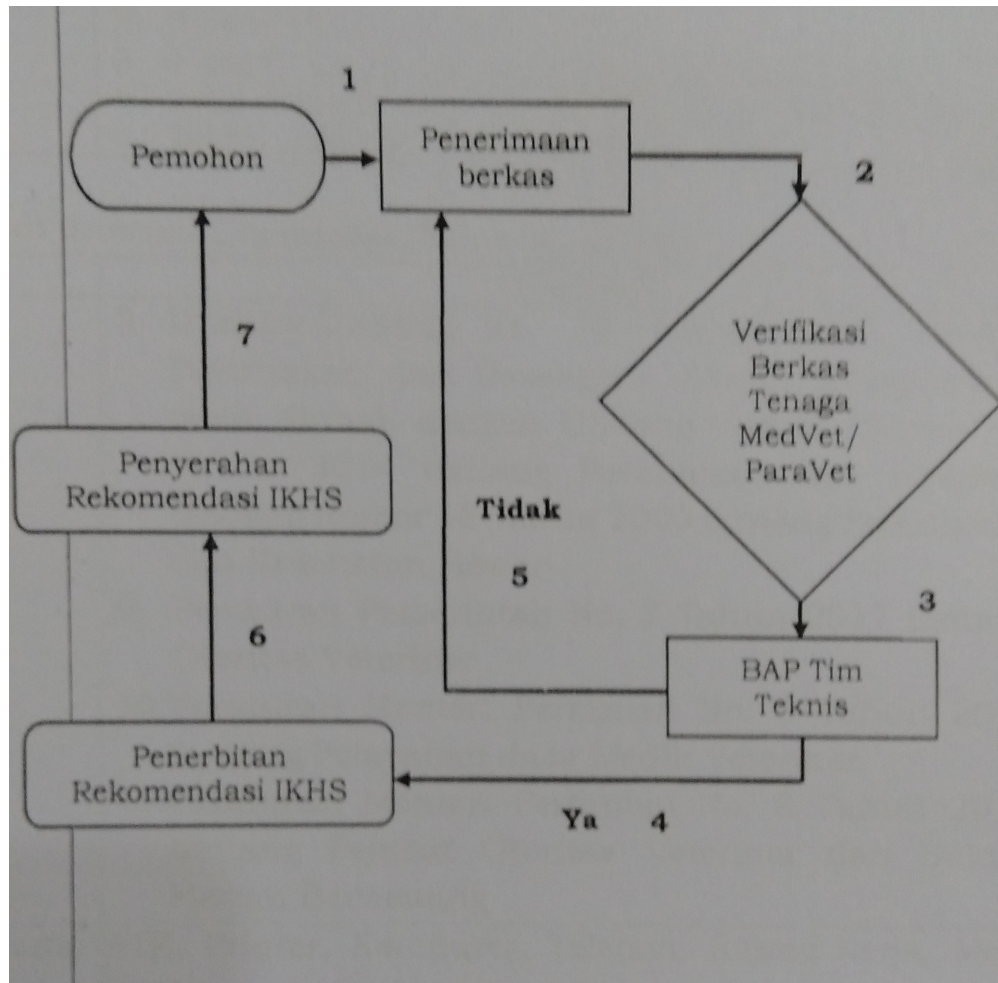 1
Pemohon
Penerimaan
berkas
2
Verifikasi
Berkas
Tenaga
MedVet/
ParaVet
7
Penyerahan
Rekomendasi IKHS
Tidak
5
3
6
BAP Tim
Teknis
Penerbitan
Rekomendasi IKHS
Ya 4